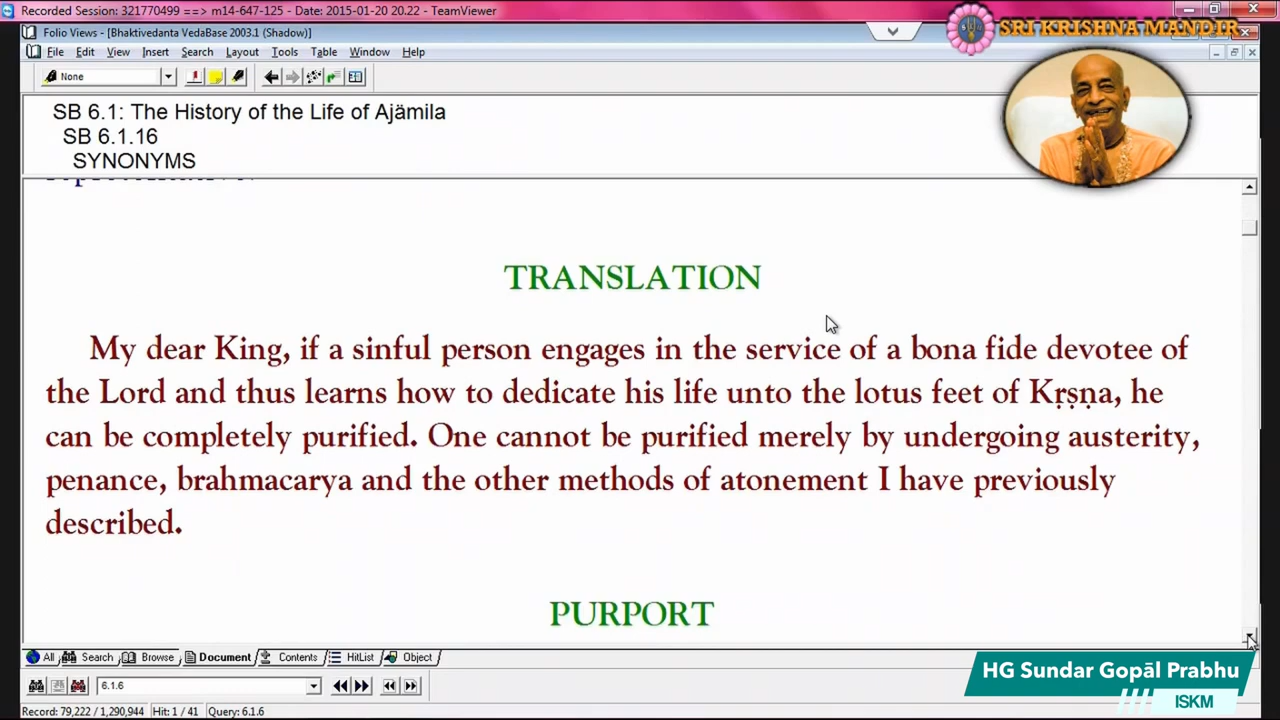 Recorded Session: 321770499 ==> m14-647-125 - Date: 2015-01-20 20.22 - TeamViewer
Folio Views - [Bhaktivedanta VedaBase 2003.1 (Shadow)]
SRI KRISHNA MANDIR
File Edit View Insert Search Layout Tools Table Window Help
None
SB 6.1: The History of the Life of Ajämila
SB 6.1.16
SYNONYMS
TRANSLATION
My dear King, if a sinful person engages in the service of a bona fide devotee of
the Lord and thus learns how to dedicate his life unto the lotus feet of Kṛṣṇa, he
can be completely purified. One cannot be purified merely by undergoing austerity,
penance, brahmacarya and the other methods of atonement I have previously
described.
PURPORT
All Search Browse Document Contents HitList Object
6.1.6
HG Sundar Gopāl Prabhu
ISKM
Record: 79,222 / 1,290,944 Hit: 1 / 41 Query: 6.1.6